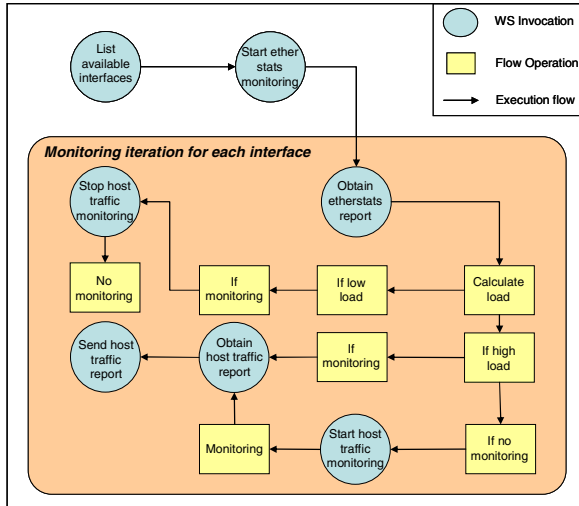 List
available
interfaces
Start ether
stats
monitoring
WS Invocation
Flow Operation
Execution flow
Monitoring iteration for each interface
Stop host
traffic
monitoring
Obtain
etherstats
report
No
monitoring
If
monitoring
If low
load
Calculate
load
Send host
traffic
report
Obtain
host traffic
report
If
monitoring
If high
load
Monitoring
Start host
traffic
monitoring
If no
monitoring